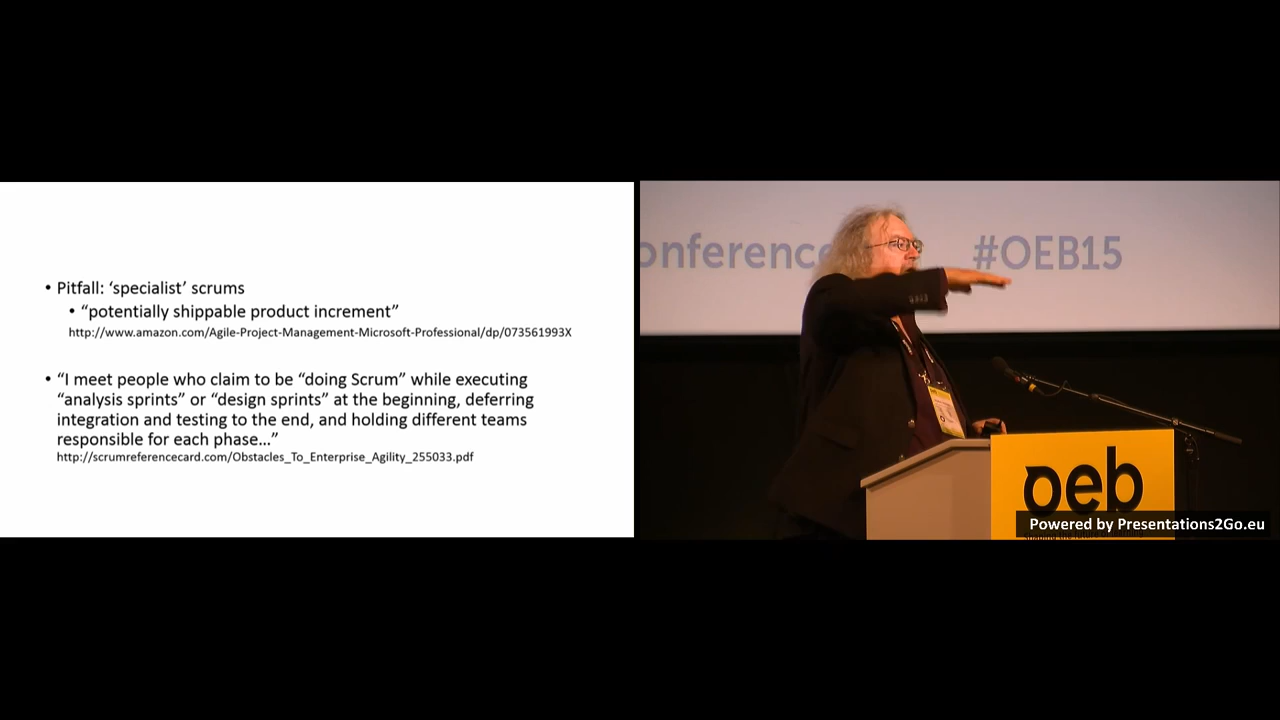 • Pitfall: ‘specialist’ scrums
• “potentially shippable product increment”
http://www.amazon.com/Agile-Project-Management-Microsoft-Professional/dp/073561993X
• “I meet people who claim to be “doing Scrum” while executing
“analysis sprints” or “design sprints” at the beginning, deferring
integration and testing to the end, and holding different teams
responsible for each phase...”
http://scrumreferencecard.com/Obstacles_To_Enterprise_Agility_255033.pdf
onference
#OEB15
oeb
Powered by Presentations2Go.eu